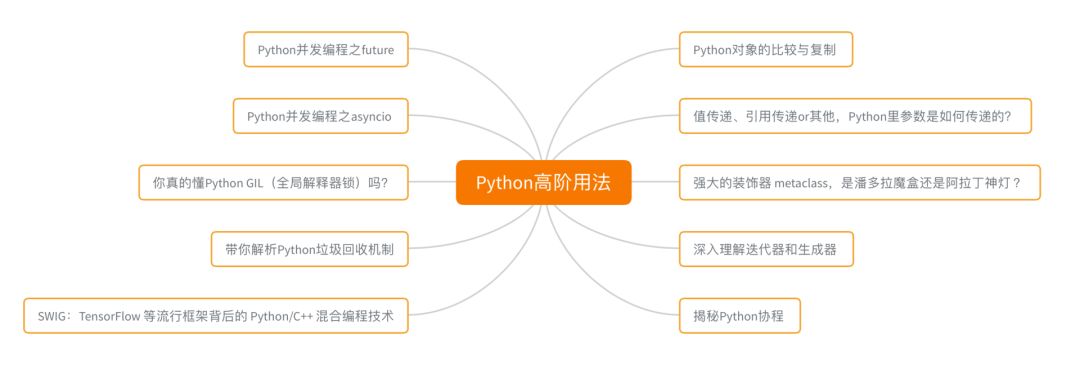 Python高阶用法
Python对象的比较与复制
值传递、引用传递or其他，Python里参数是如何传递的？
强大的装饰器 metaclass，是潘多拉魔盒还是阿拉丁神灯？
深入理解迭代器和生成器
揭秘Python协程
Python并发编程之future
Python并发编程之asyncio
你真的懂Python GIL（全局解释器锁）吗？
带你解析Python垃圾回收机制
SWIG：TensorFlow 等流行框架背后的 Python/C++ 混合编程技术